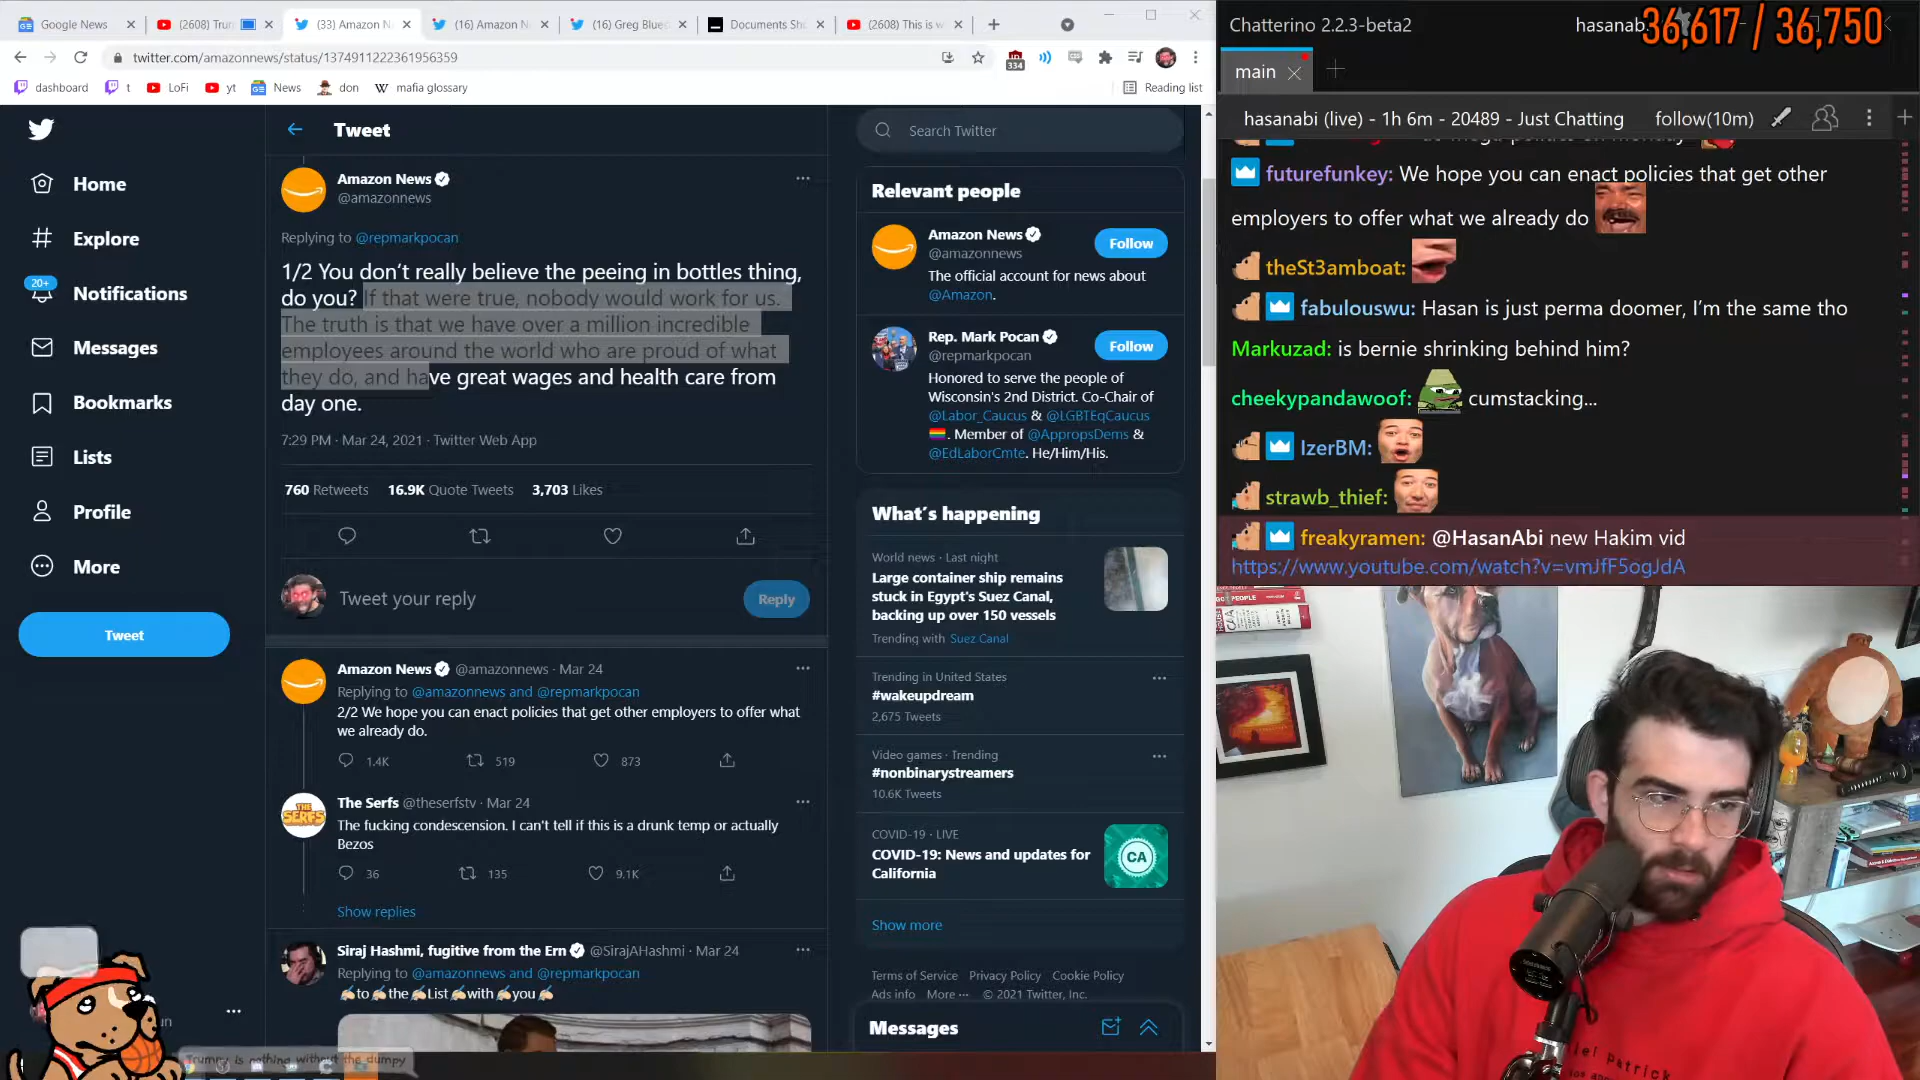 Google News
(2608) Trun
(33) Amazon N
(16) Amazon N
(16) Greg Blue
Documents Sho
(2608) This is w
twitter.com/amazonnews/status/1374911222361956359
334
dashboard
t
LoFi
yt
News
don
W mafia glossary
Reading list
Home
Explore
20+
Notifications
Messages
Bookmarks
Lists
Profile
More
Tweet
Tweet
Amazon News
@amazonnews
Replying to @repmarkpocan
1/2 You don't really believe the peeing in bottles thing,
do you? If that were true, nobody would work for us.
The truth is that we have over a million incredible
employees around the world who are proud of what
they do, and have great wages and health care from
day one.
7:29 PM · Mar 24, 2021 · Twitter Web App
760 Retweets 16.9K Quote Tweets 3,703 Likes
Tweet your reply
Reply
Amazon News @amazonnews · Mar 24
Replying to @amazonnews and @repmarkpocan
2/2 We hope you can enact policies that get other employers to offer what
we already do.
1.4K 519 873
THE SERFS
The Serfs @theserfstv · Mar 24
The fucking condescension. I can't tell if this is a drunk temp or actually
Bezos
36 135 9.1K
Show replies
Siraj Hashmi, fugitive from the Ern @SirajAHashmi · Mar 24
Replying to @amazonnews and @repmarkpocan
✍🏼to✍🏼the✍🏼List✍🏼with✍🏼you✍🏼
Trumpy is nothing without the dumpy
Search Twitter
Relevant people
Amazon News
@amazonnews
Follow
The official account for news about
@Amazon.
Rep. Mark Pocan
@repmarkpocan
Follow
Honored to serve the people of
Wisconsin's 2nd District. Co-Chair of
@Labor_Caucus & @LGBTEqCaucus
🏳️‍🌈. Member of @AppropsDems &
@EdLaborCmte. He/Him/His.
What's happening
World news · Last night
Large container ship remains
stuck in Egypt's Suez Canal,
backing up over 150 vessels
Trending with Suez Canal
Trending in United States
#wakeupdream
2,675 Tweets
Video games · Trending
#nonbinarystreamers
10.6K Tweets
COVID-19 · LIVE
COVID-19: News and updates for
California
CA
Show more
Terms of Service Privacy Policy Cookie Policy
Ads info More ··· © 2021 Twitter, Inc.
Messages
Chatterino 2.2.3-beta2
hasanab
36,617 / 36,750
main
hasanabi (live) - 1h 6m - 20489 - Just Chatting
follow(10m)
futurefunkey: We hope you can enact policies that get other
employers to offer what we already do
theSt3amboat:
fabulouswu: Hasan is just perma doomer, I'm the same tho
Markuzad: is bernie shrinking behind him?
cheekypandawoof: cumstacking...
IzerBM:
strawb_thief:
freakyramen: @HasanAbi new Hakim vid
https://www.youtube.com/watch?v=vmJfF5ogJdA
PEOPLE